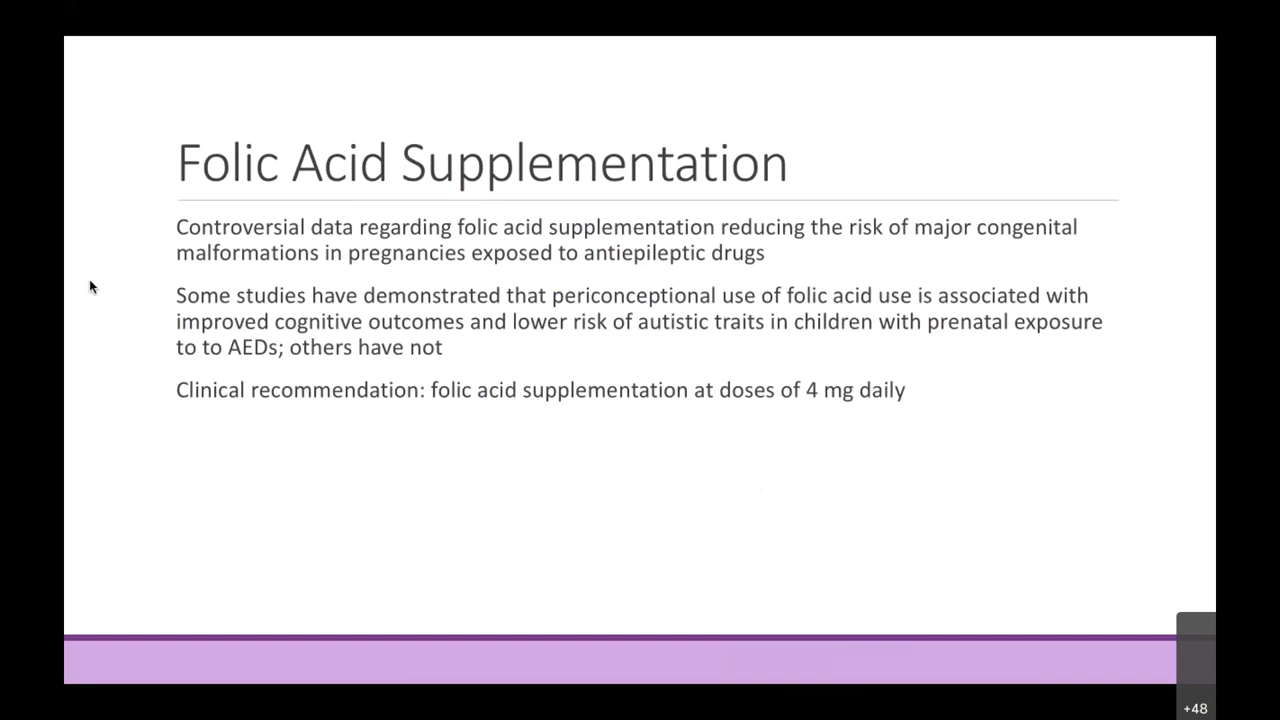 Folic Acid Supplementation
Controversial data regarding folic acid supplementation reducing the risk of major congenital
malformations in pregnancies exposed to antiepileptic drugs
Some studies have demonstrated that periconceptional use of folic acid use is associated with
improved cognitive outcomes and lower risk of autistic traits in children with prenatal exposure
to to AEDs; others have not
Clinical recommendation: folic acid supplementation at doses of 4 mg daily
+48